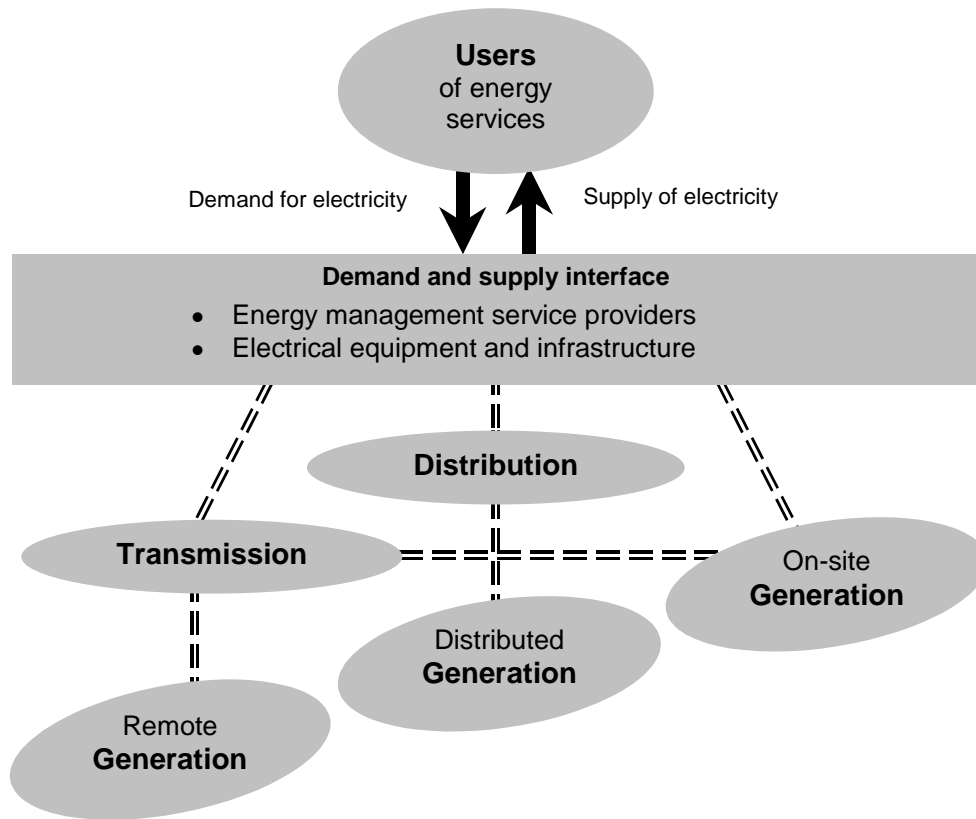 Users
of energy
services
Demand for electricity
Supply of electricity
Demand and supply interface
• Energy management service providers
• Electrical equipment and infrastructure
Distribution
Transmission
On-site
Generation
Distributed
Generation
Remote
Generation